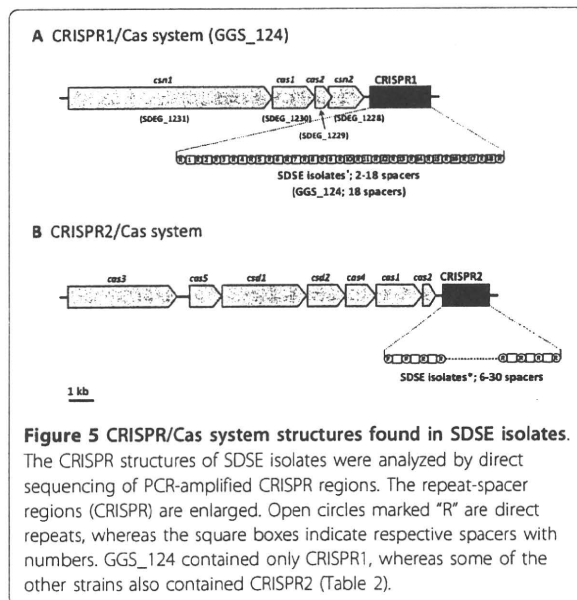 A CRISPR1/Cas system (GGS_124)
csn1 cas1 cas2 csn2 CRISPR1
(SDEG_1231) (SDEG_1230) (SDEG_1228)
(SDEG_1229)
SDSE isolates*; 2-18 spacers
(GGS_124; 18 spacers)
B CRISPR2/Cas system
cas3 cas5 csd1 csd2 cas4 cas1 cas2 CRISPR2
SDSE isolates*; 6-30 spacers
1 kb
Figure 5 CRISPR/Cas system structures found in SDSE isolates.
The CRISPR structures of SDSE isolates were analyzed by direct
sequencing of PCR-amplified CRISPR regions. The repeat-spacer
regions (CRISPR) are enlarged. Open circles marked "R" are direct
repeats, whereas the square boxes indicate respective spacers with
numbers. GGS_124 contained only CRISPR1, whereas some of the
other strains also contained CRISPR2 (Table 2).